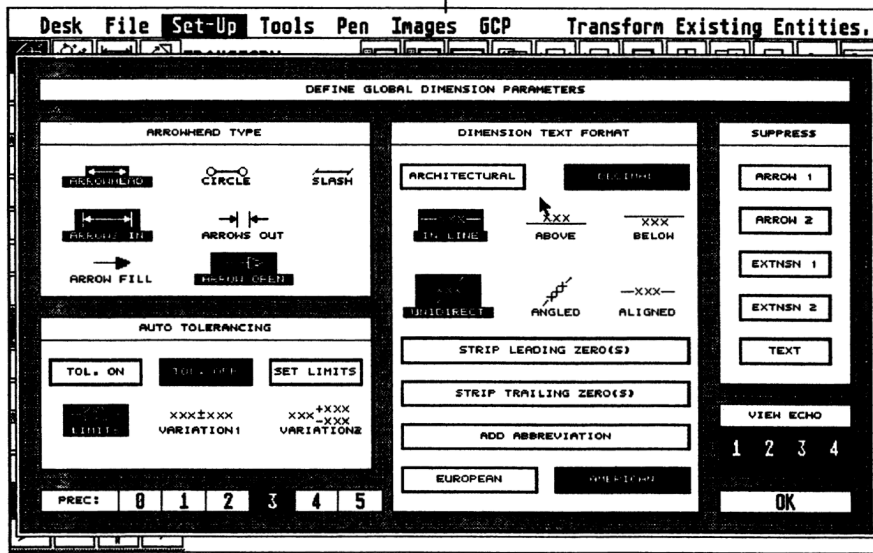 Desk File Set-Up Tools Pen Images GCP Transform Existing Entities.
DEFINE GLOBAL DIMENSION PARAMETERS
ARROWHEAD TYPE
ARROWHEAD CIRCLE SLASH
ARROWS IN ARROWS OUT
ARROW FILL ARROW OPEN
AUTO TOLERANCING
TOL. ON TOL. OFF SET LIMITS
XXX±XXX XXX+XXX
-XXX
LIMITS VARIATION1 VARIATION2
PREC: 0 1 2 3 4 5
DIMENSION TEXT FORMAT
ARCHITECTURAL DECIMAL
XXX XXX XXX
IN-LINE ABOVE BELOW
XXX XXX —XXX—
UNIDIRECT ANGLED ALIGNED
STRIP LEADING ZERO(S)
STRIP TRAILING ZERO(S)
ADD ABBREVIATION
EUROPEAN AMERICAN
SUPPRESS
ARROW 1
ARROW 2
EXTNSN 1
EXTNSN 2
TEXT
VIEW ECHO
1 2 3 4
OK